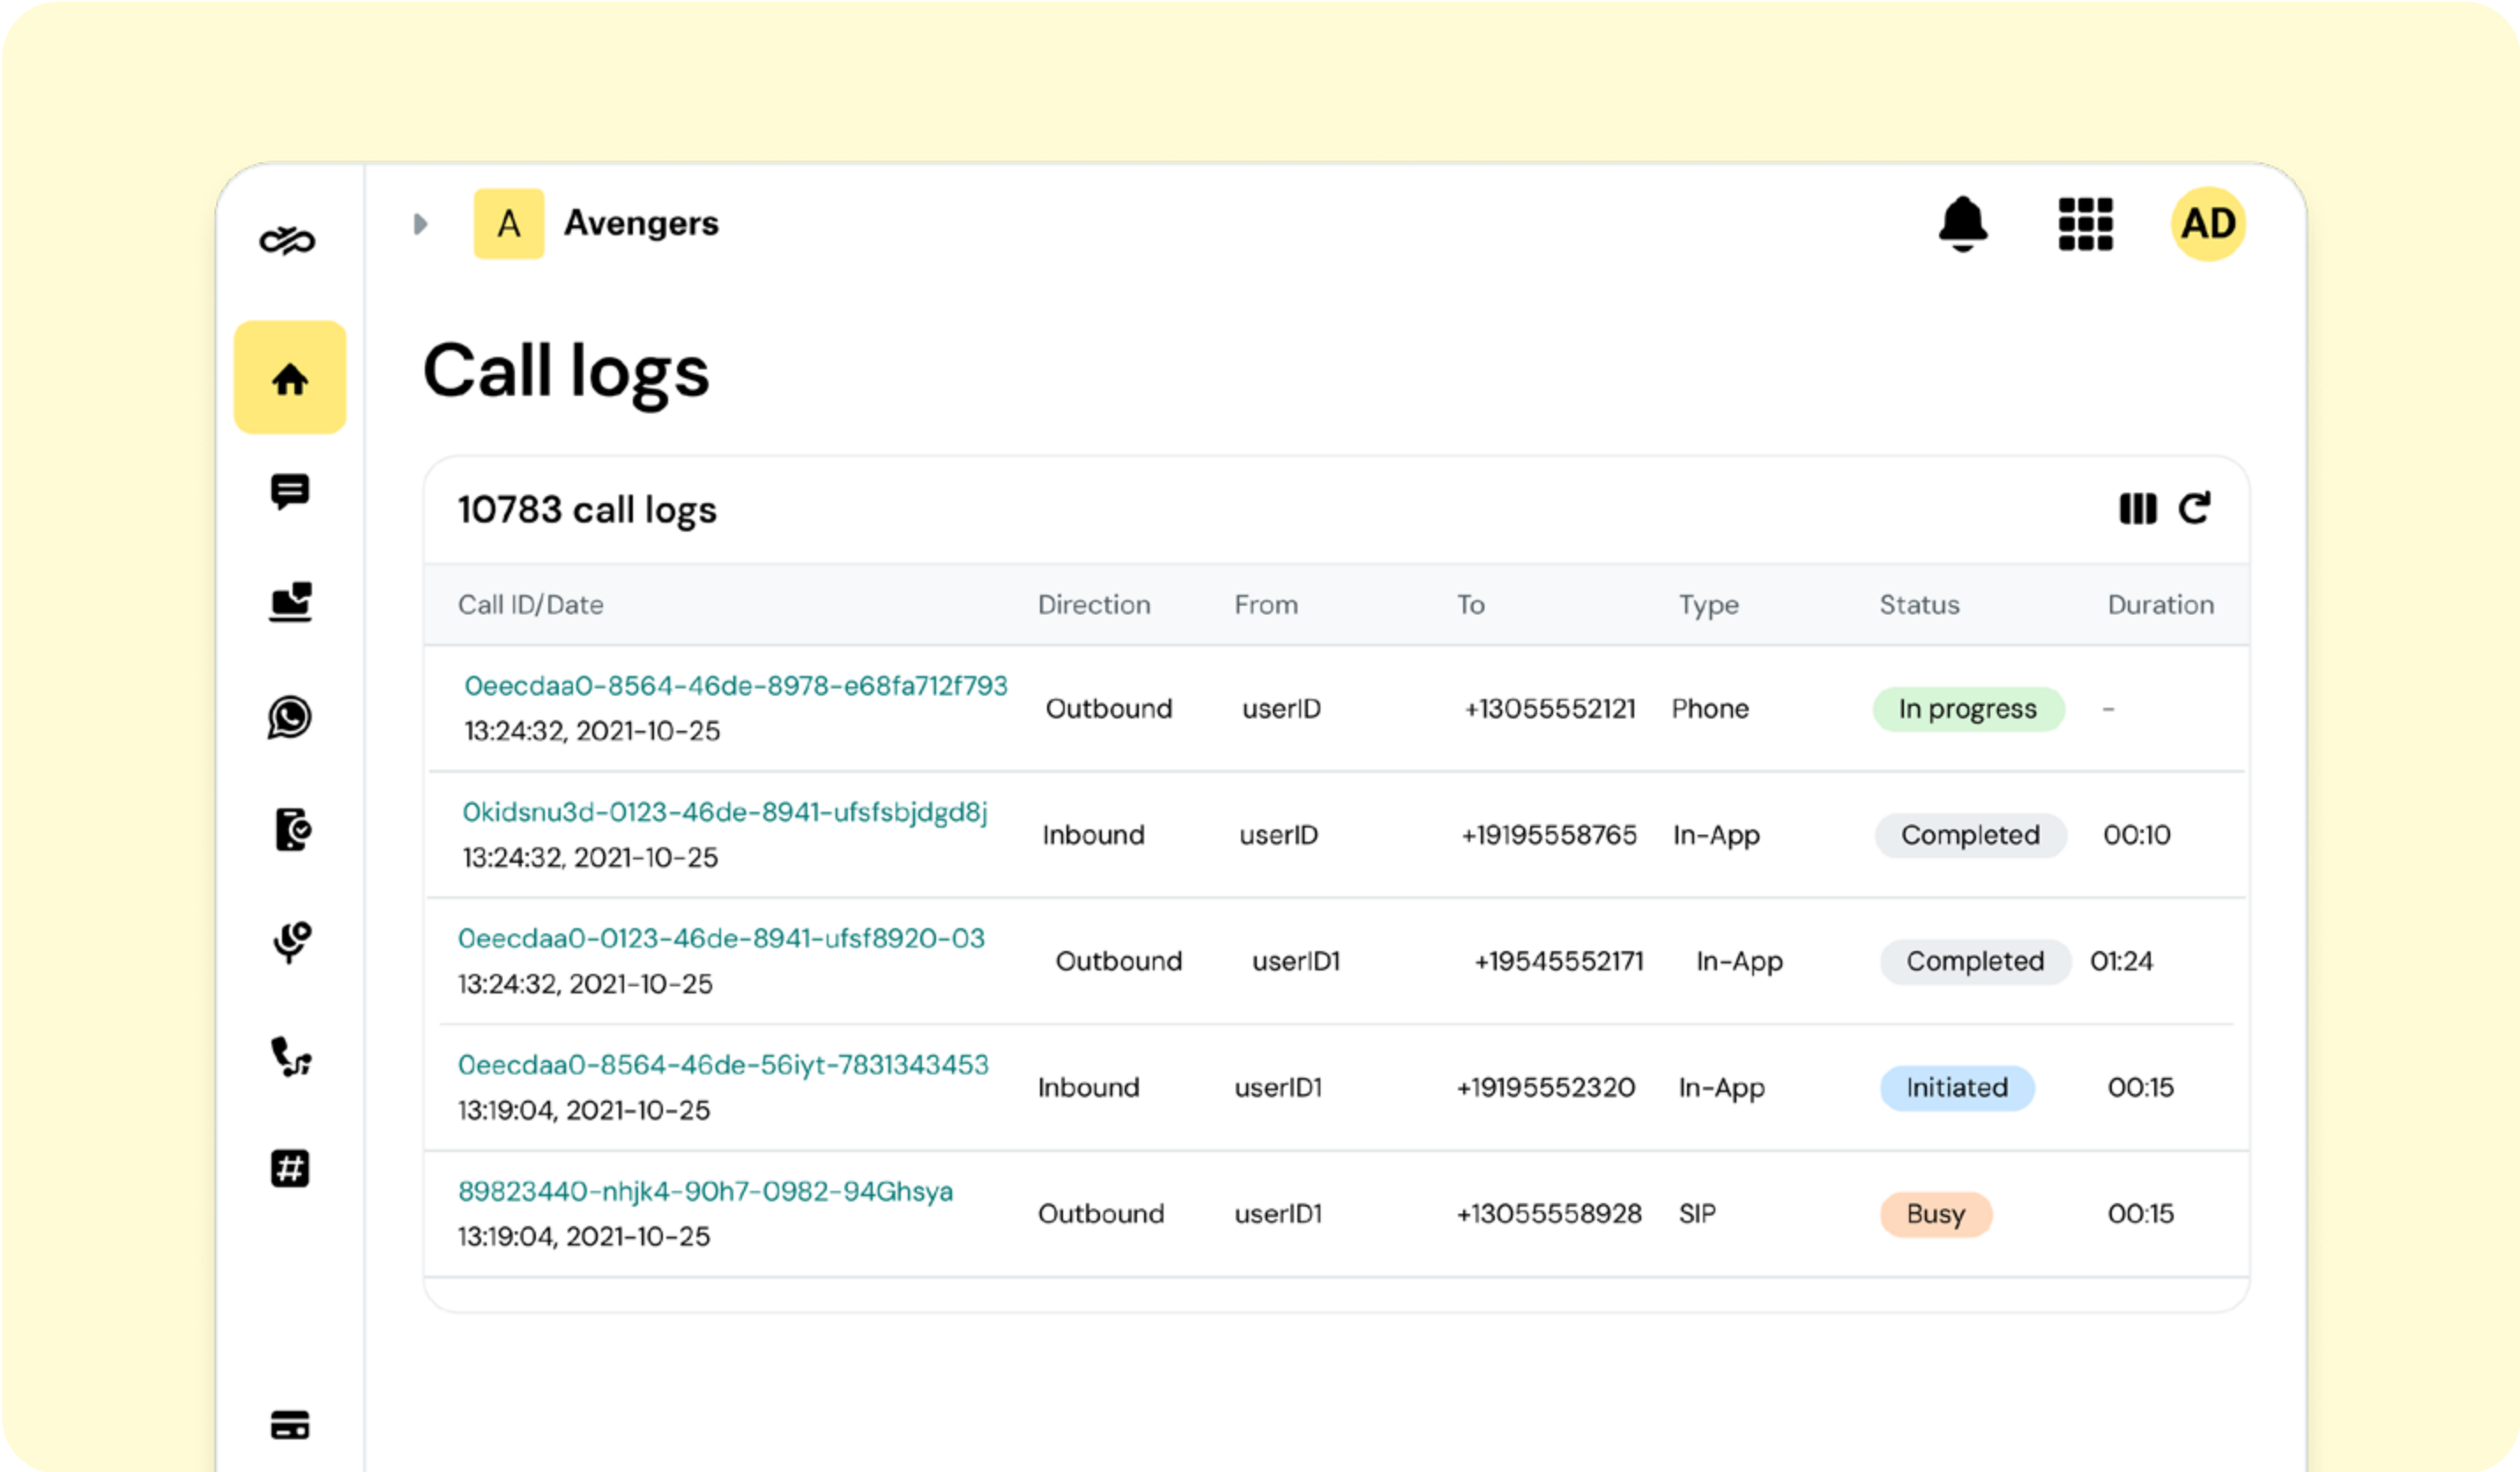 A Avengers AD
Call logs
10783 call logs
Call ID/Date Direction From To Type Status Duration
0eecdaa0-8564-46de-8978-e68fa712f793
13:24:32, 2021-10-25
Outbound userID +13055552121 Phone In progress -
0kidsnu3d-0123-46de-8941-ufsfsbjdgd8j
13:24:32, 2021-10-25
Inbound userID +19195558765 In-App Completed 00:10
0eecdaa0-0123-46de-8941-ufsf8920-03
13:24:32, 2021-10-25
Outbound userID1 +19545552171 In-App Completed 01:24
0eecdaa0-8564-46de-56iyt-7831343453
13:19:04, 2021-10-25
Inbound userID1 +19195552320 In-App Initiated 00:15
89823440-nhjk4-90h7-0982-94Ghsya
13:19:04, 2021-10-25
Outbound userID1 +13055558928 SIP Busy 00:15